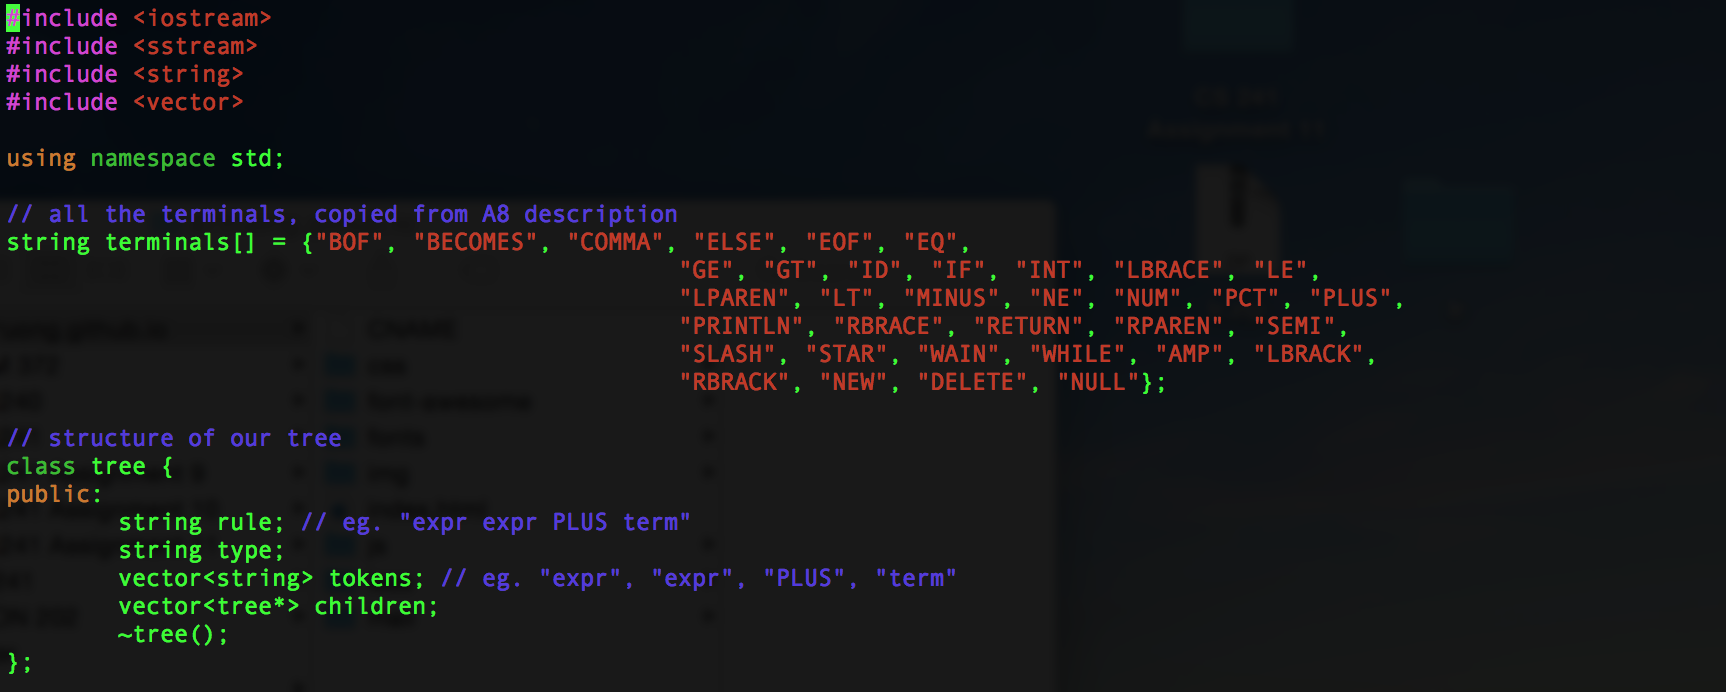 #include <iostream>
#include <sstream>
#include <string>
#include <vector>
using namespace std;
// all the terminals, copied from A8 description
string terminals[] = {"BOF", "BECOMES", "COMMA", "ELSE", "EOF", "EQ",
"GE", "GT", "ID", "IF", "INT", "LBRACE", "LE",
"LPAREN", "LT", "MINUS", "NE", "NUM", "PCT", "PLUS",
"PRINTLN", "RBRACE", "RETURN", "RPAREN", "SEMI",
"SLASH", "STAR", "WAIN", "WHILE", "AMP", "LBRACK",
"RBRACK", "NEW", "DELETE", "NULL"};
// structure of our tree
class tree {
public:
string rule; // eg. "expr expr PLUS term"
string type;
vector<string> tokens; // eg. "expr", "expr", "PLUS", "term"
vector<tree*> children;
~tree();
};